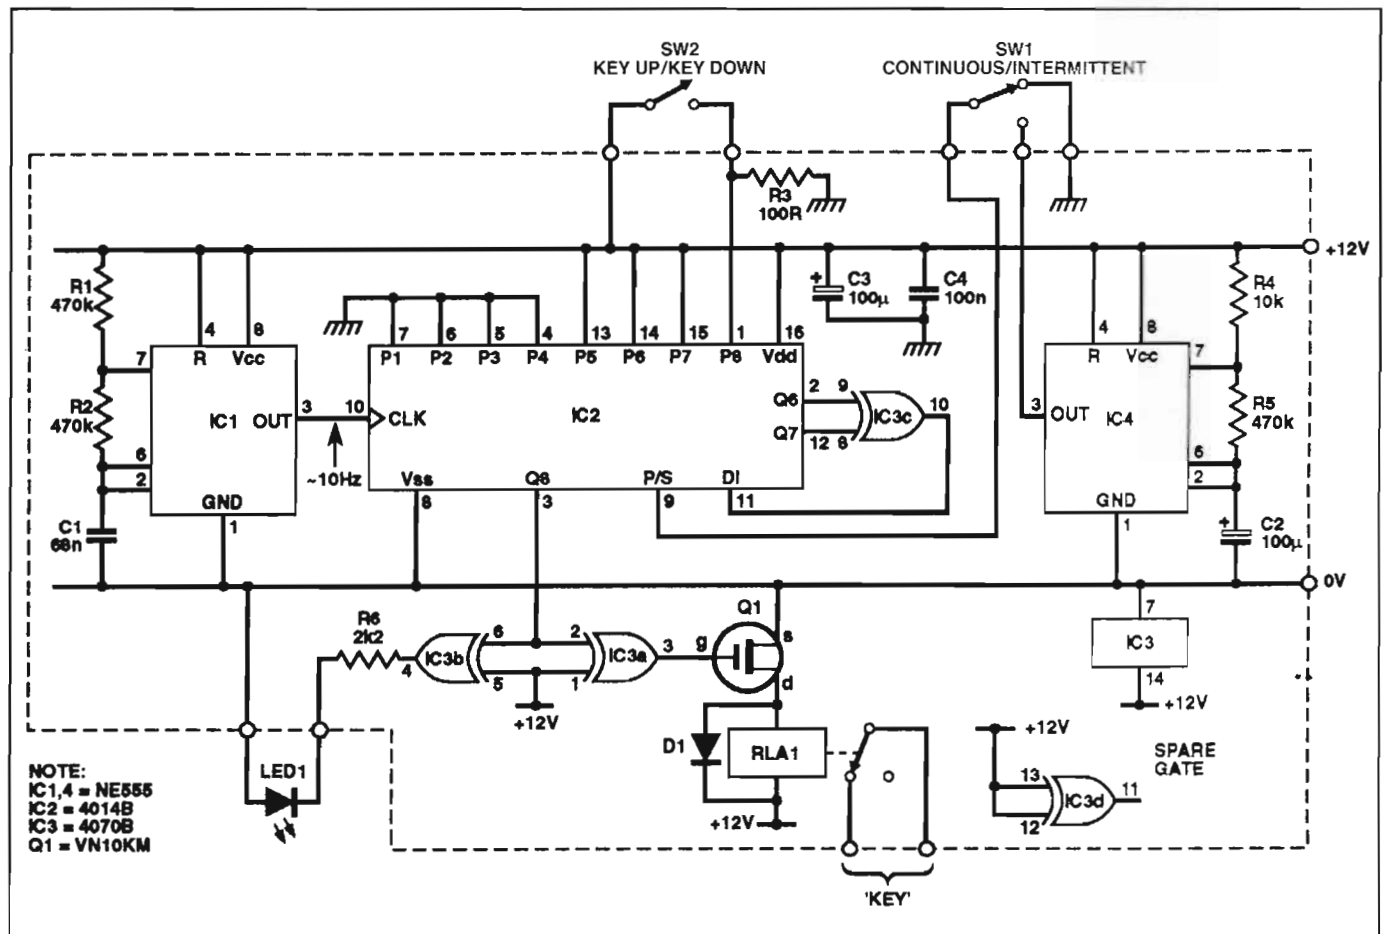 SW2
KEY UP/KEY DOWN
SW1
CONTINUOUS/INTERMITTENT
R3
100R
+12V
R1
470k
4
8
7
6
5
4
13
14
15
1
16
C3
100µ
+
C4
100n
4
8
R4
10k
7
R
Vcc
P1
P2
P3
P4
P5
P6
P7
P8
Vdd
R
Vcc
7
R2
470k
IC1
OUT
3
10
CLK
IC2
Q6
2
9
IC3c
10
Q7
12
8
3
OUT
IC4
R5
470k
6
2
~10Hz
Vss
Q8
P/S
DI
6
2
GND
8
3
9
11
GND
C1
68n
1
1
+
C2
100µ
0V
R6
2k2
Q1
7
IC3
14
+12V
4
IC3b
6
5
2
1
IC3a
3
g
s
d
+12V
D1
RLA1
+12V
SPARE
GATE
13
12
IC3d
11
LED1
+12V
'KEY'
NOTE:
IC1,4 = NE555
IC2 = 4014B
IC3 = 4070B
Q1 = VN10KM